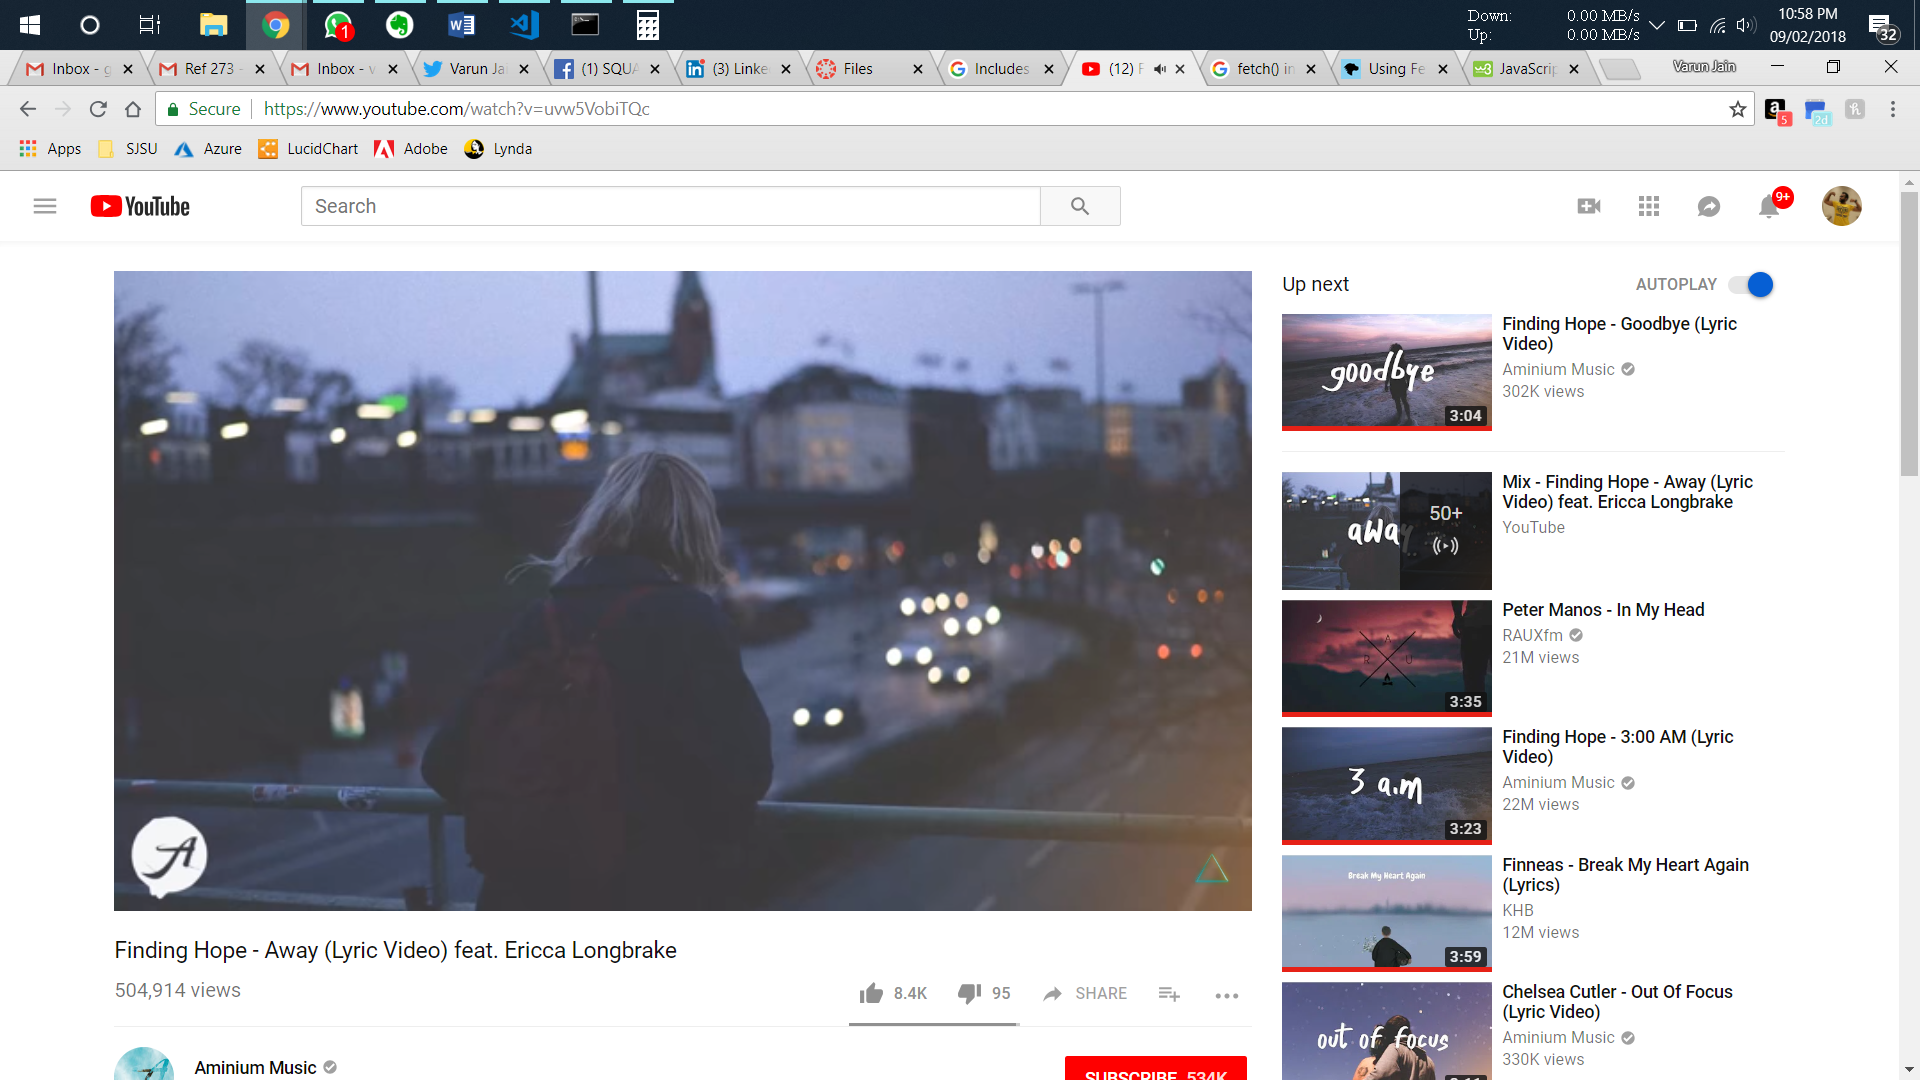 Down: 0.00 MB/s
Up: 0.00 MB/s
10:58 PM
09/02/2018
32
1
Inbox - g
Ref 273 -
Inbox - v
Varun Jai
(1) SQUA
(3) Linke
Files
Includes
(12) F
fetch() in
Using Fe
JavaScrip
Varun Jain
Secure
https://www.youtube.com/watch?v=uvw5VobiTQc
5
2d
Apps
SJSU
Azure
LucidChart
Adobe
Lynda
YouTube
Search
9+
Up next
AUTOPLAY
goodbye
3:04
Finding Hope - Goodbye (Lyric
Video)
Aminium Music
302K views
away
50+
Mix - Finding Hope - Away (Lyric
Video) feat. Ericca Longbrake
YouTube
R A U
3:35
Peter Manos - In My Head
RAUXfm
21M views
3 a.m
3:23
Finding Hope - 3:00 AM (Lyric
Video)
Aminium Music
22M views
Break My Heart Again
3:59
Finneas - Break My Heart Again
(Lyrics)
KHB
12M views
out of focus
Chelsea Cutler - Out Of Focus
(Lyric Video)
Aminium Music
330K views
A
Finding Hope - Away (Lyric Video) feat. Ericca Longbrake
504,914 views
8.4K
95
SHARE
Aminium Music
SUBSCRIBE 534K